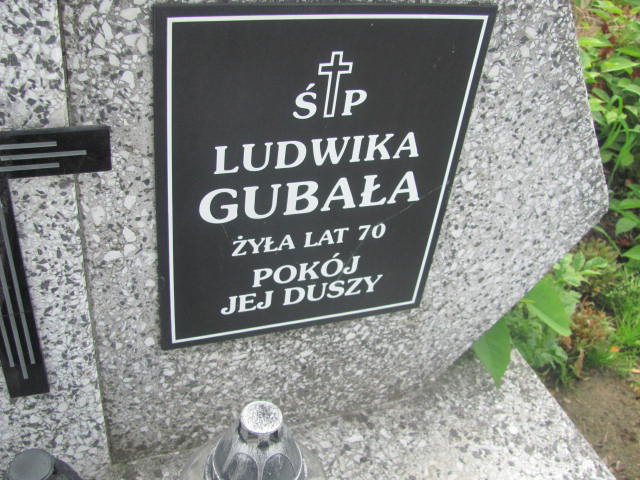 ŚP
LUDWIKA
GUBAŁA
ŻYŁA LAT 70
POKÓJ
JEJ DUSZY